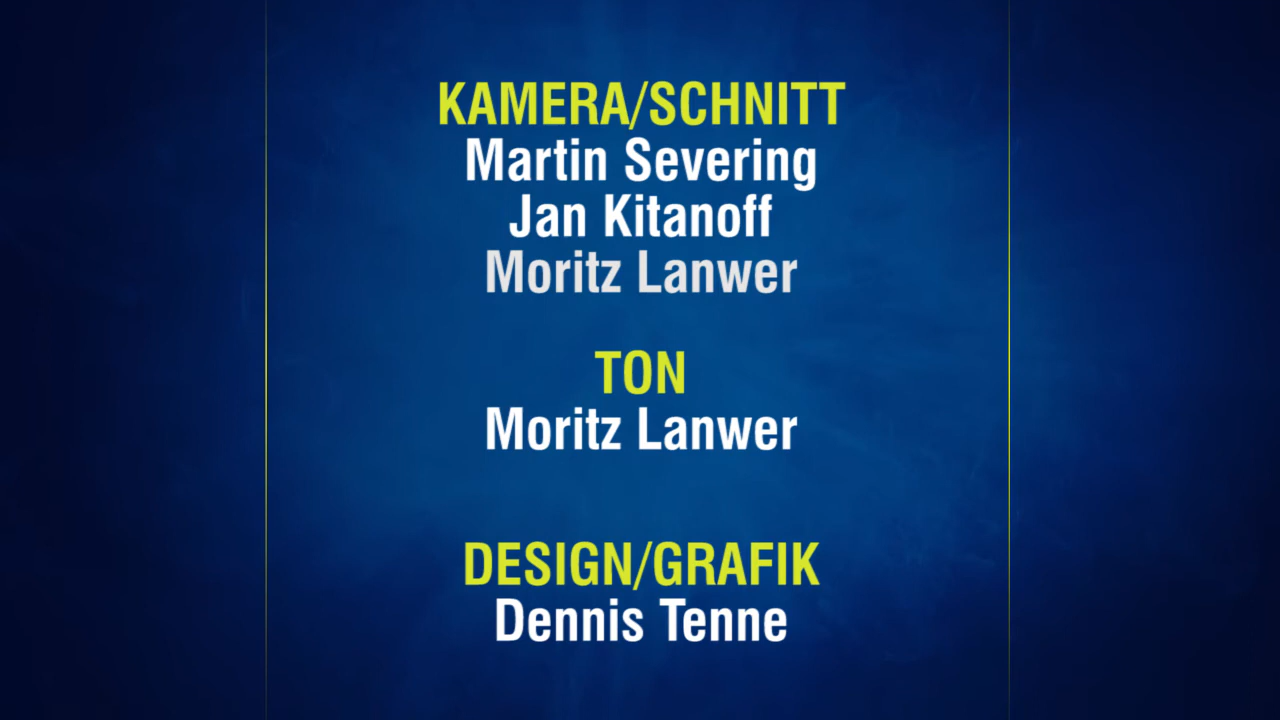 KAMERA/SCHNITT
Martin Severing
Jan Kitanoff
Moritz Lanwer
TON
Moritz Lanwer
DESIGN/GRAFIK
Dennis Tenne